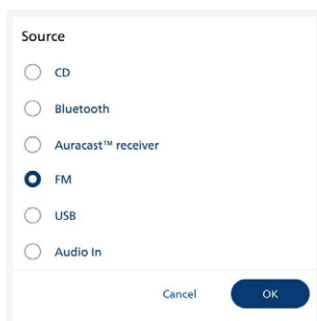 Source
CD
Bluetooth
Auracast™ receiver
FM
USB
Audio In
Cancel
OK